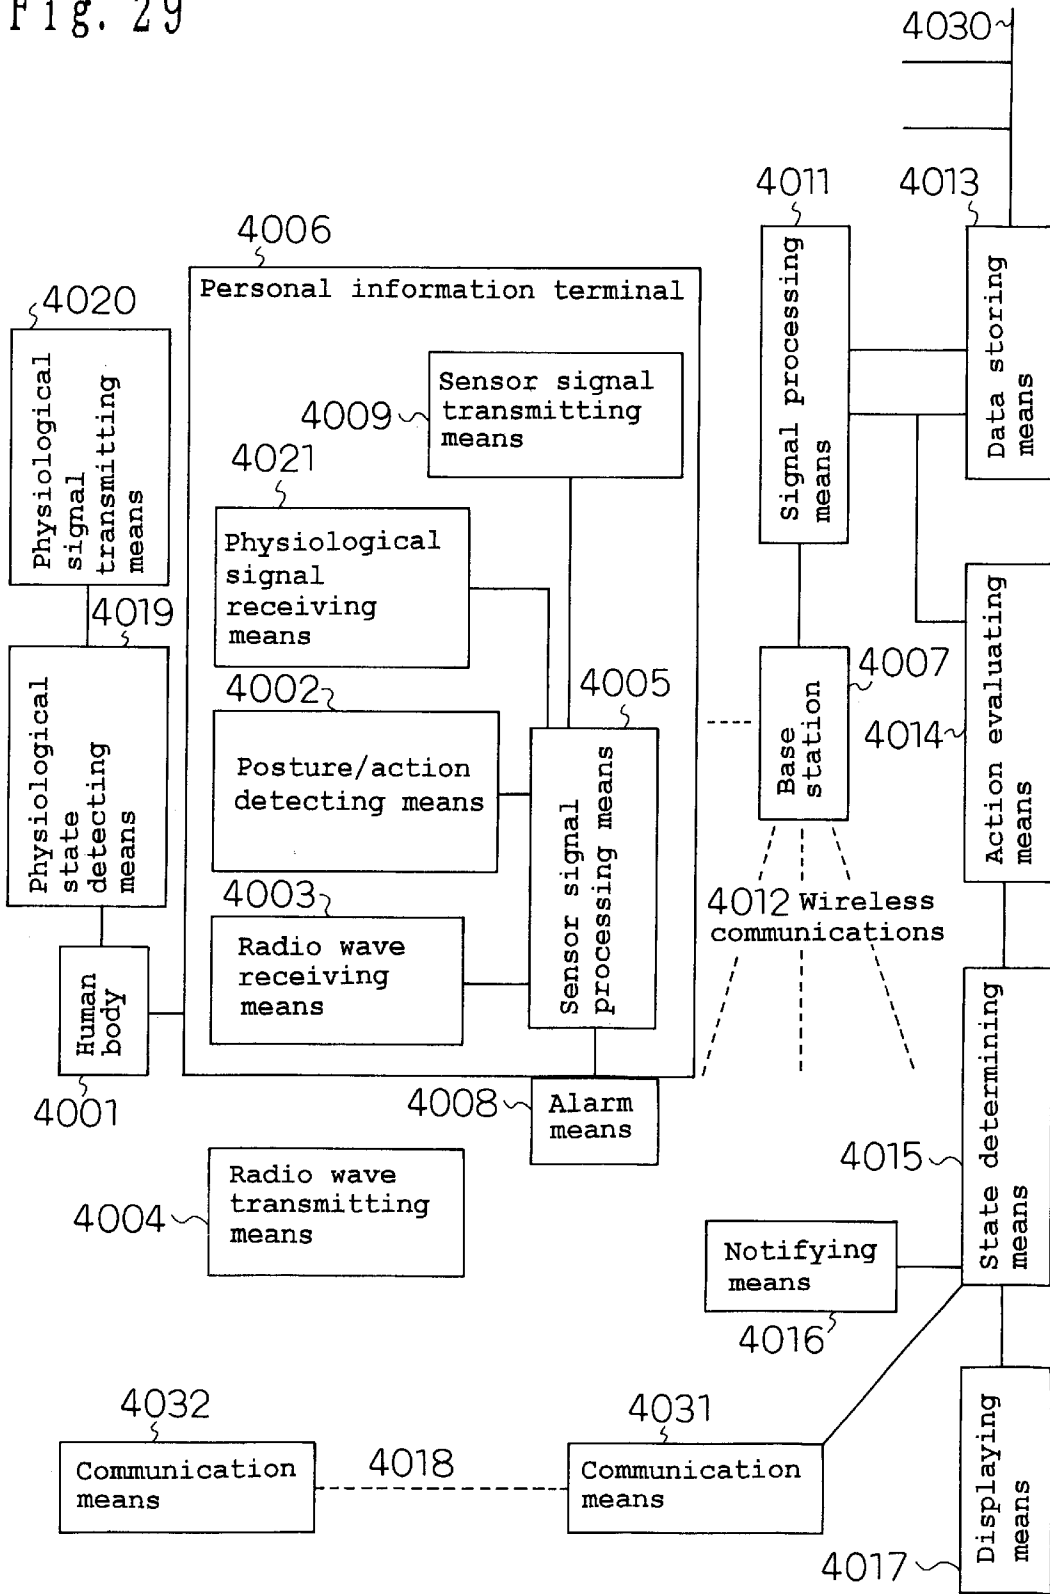 Fig. 29
4030
4011
4013
4006
Personal information terminal
4020
Physiological
signal
transmitting
means
4009
Sensor signal
transmitting
means
Signal processing
means
Data storing
means
4021
Physiological
signal
receiving
means
4019
Physiological
state
detecting
means
4002
Posture/action
detecting means
4005
Sensor signal
processing means
4007
Base
station
4014
Action evaluating
means
4003
Radio wave
receiving
means
4012 Wireless
communications
Human
body
4001
4008
Alarm
means
4004
Radio wave
transmitting
means
4015
State determining
means
Notifying
means
4016
4032
Communication
means
4018
4031
Communication
means
Displaying
means
4017